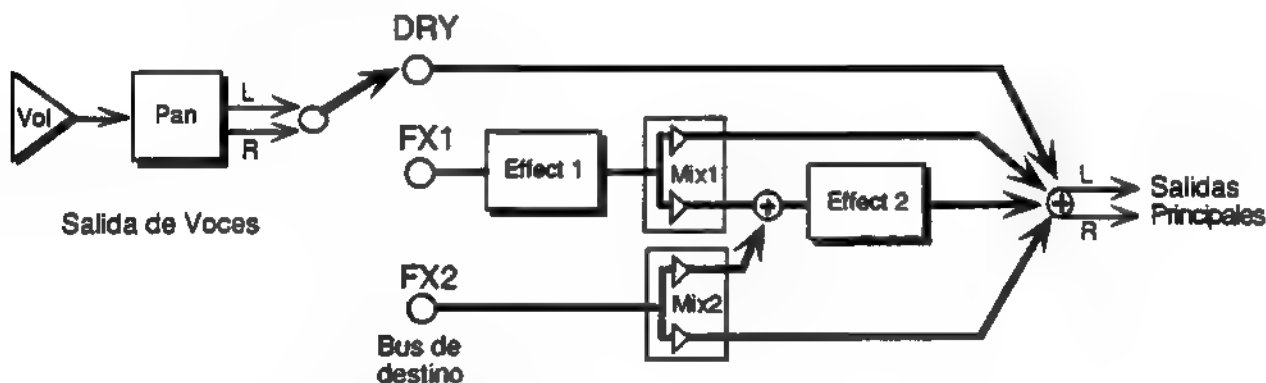 DRY
Vol
Pan
L
R
Salida de Voces
FX1
Effect 1
Mix1
Effect 2
L
R
Salidas
Principales
FX2
Mix2
Bus de
destino